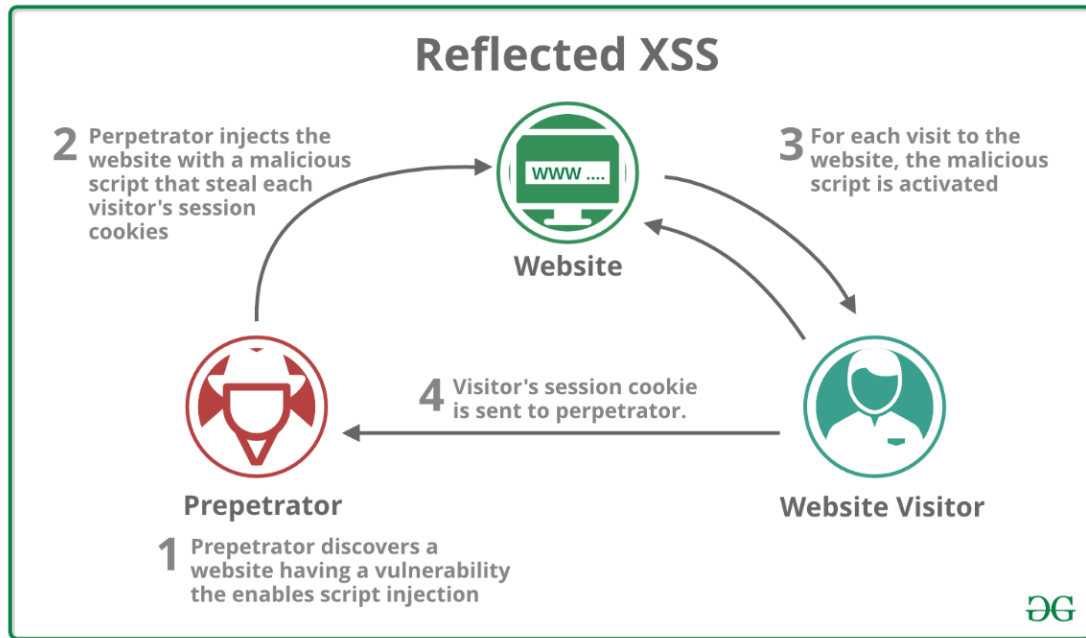 Reflected XSS
2 Perpetrator injects the
website with a malicious
script that steal each
visitor's session
cookies
WWW ....
Website
3 For each visit to the
website, the malicious
script is activated
4 Visitor's session cookie
is sent to perpetrator.
Prepetrator
Website Visitor
1 Prepetrator discovers a
website having a vulnerability
the enables script injection